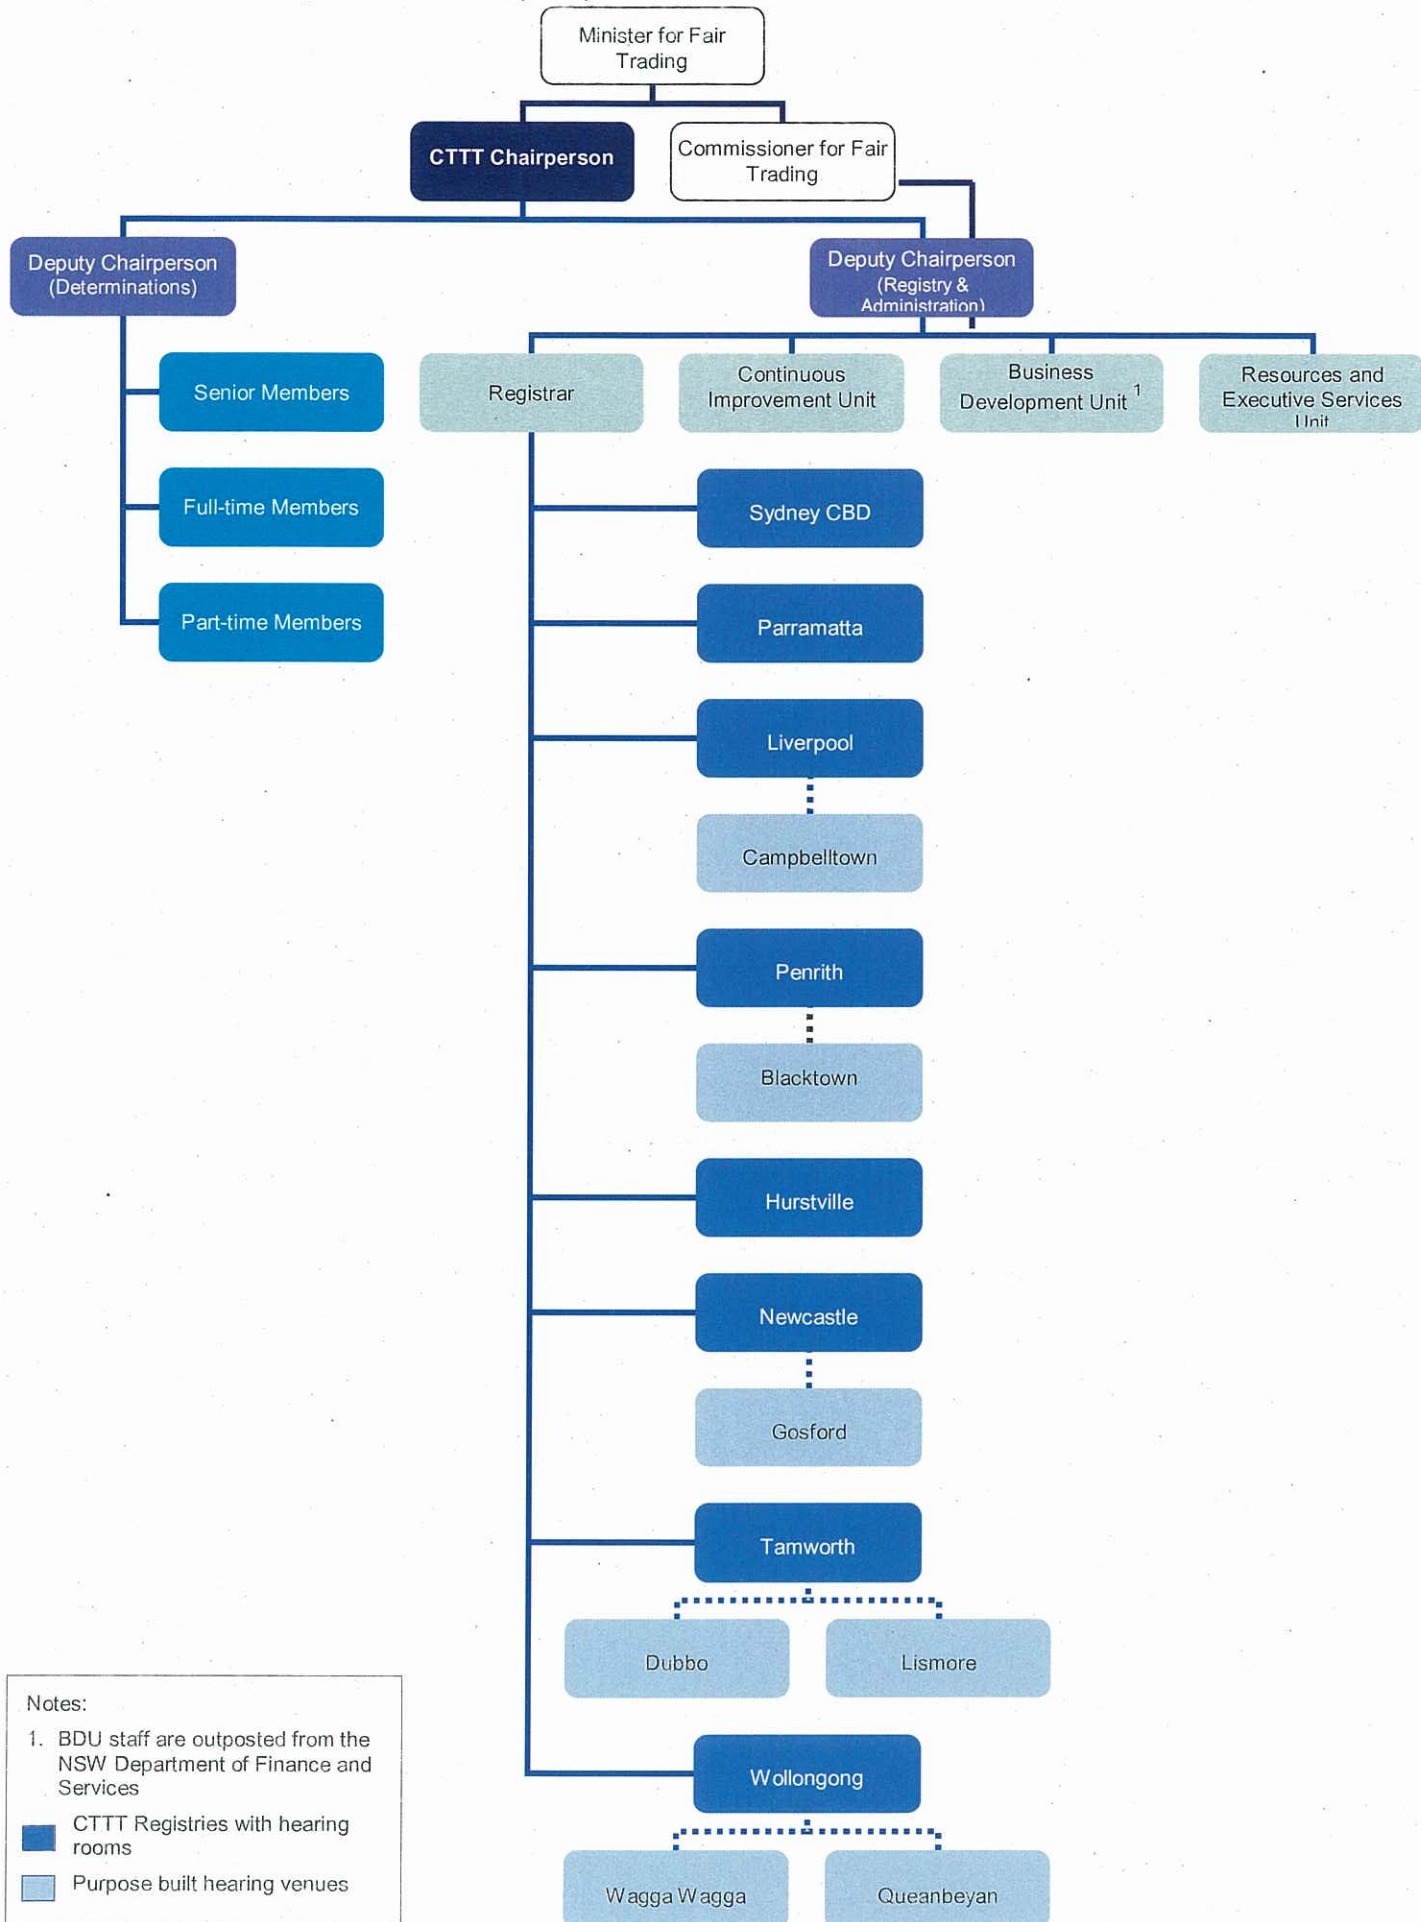 Minister for Fair
Trading
CTTT Chairperson
Commissioner for Fair
Trading
Deputy Chairperson
(Determinations)
Deputy Chairperson
(Registry &
Administration)
Senior Members
Full-time Members
Part-time Members
Registrar
Continuous
Improvement Unit
Business
Development Unit 1
Resources and
Executive Services
Unit
Sydney CBD
Parramatta
Liverpool
Campbelltown
Penrith
Blacktown
Hurstville
Newcastle
Gosford
Tamworth
Dubbo
Lismore
Wollongong
Wagga Wagga
Queanbeyan
Notes:
1. BDU staff are outposted from the
NSW Department of Finance and
Services
CTTT Registries with hearing
rooms
Purpose built hearing venues